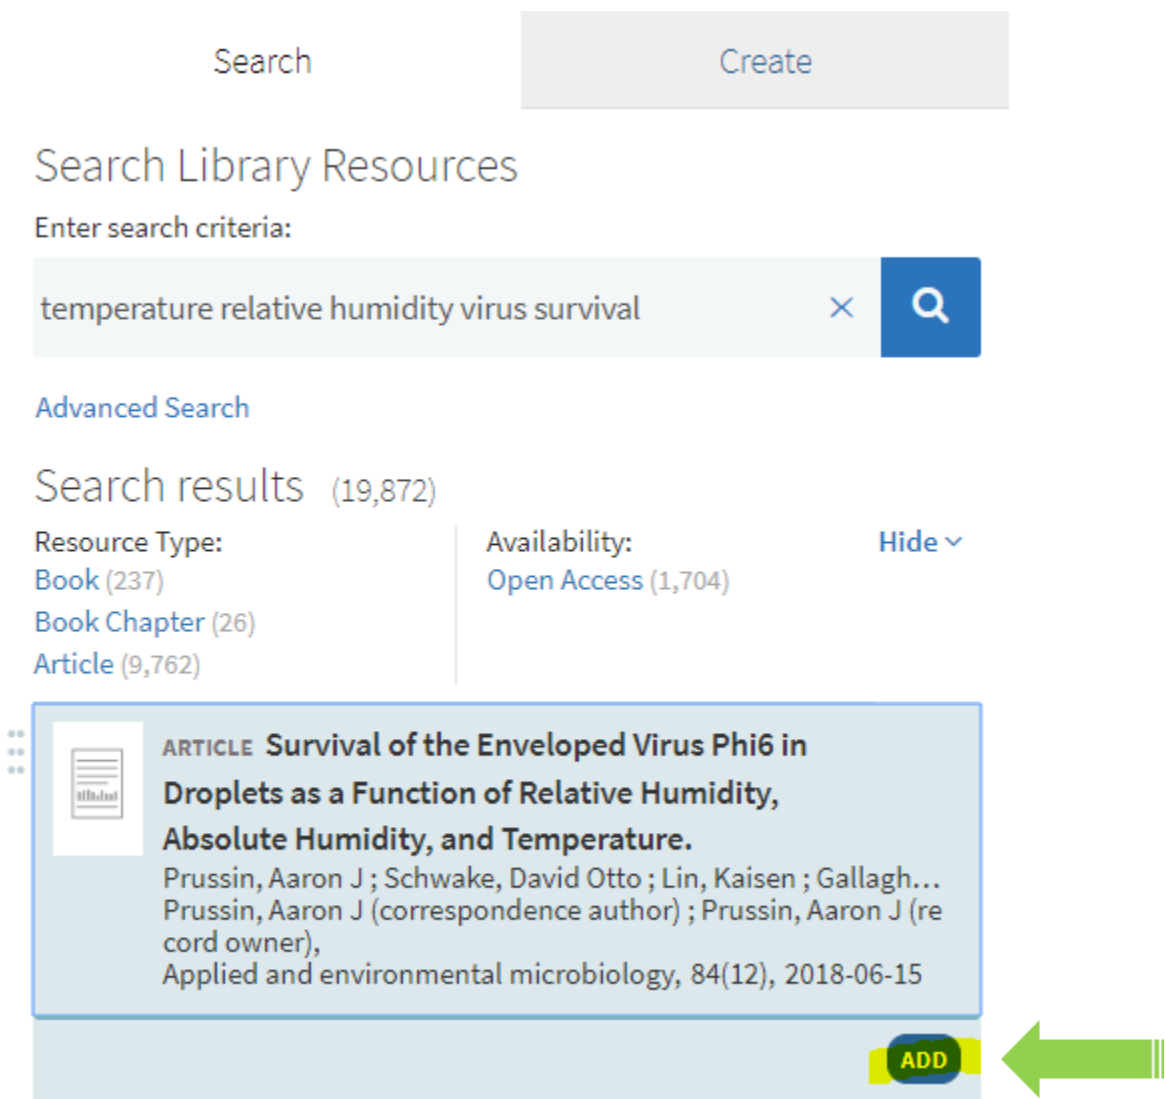 Search
Create
Search Library Resources
Enter search criteria:
temperature relative humidity virus survival
Advanced Search
Search results (19,872)
Resource Type:
Book (237)
Book Chapter (26)
Article (9,762)
Availability:
Open Access (1,704)
Hide
ARTICLE Survival of the Enveloped Virus Phi6 in
Droplets as a Function of Relative Humidity,
Absolute Humidity, and Temperature.
Prussin, Aaron J ; Schwake, David Otto ; Lin, Kaisen ; Gallagh...
Prussin, Aaron J (correspondence author) ; Prussin, Aaron J (re
cord owner),
Applied and environmental microbiology, 84(12), 2018-06-15
ADD